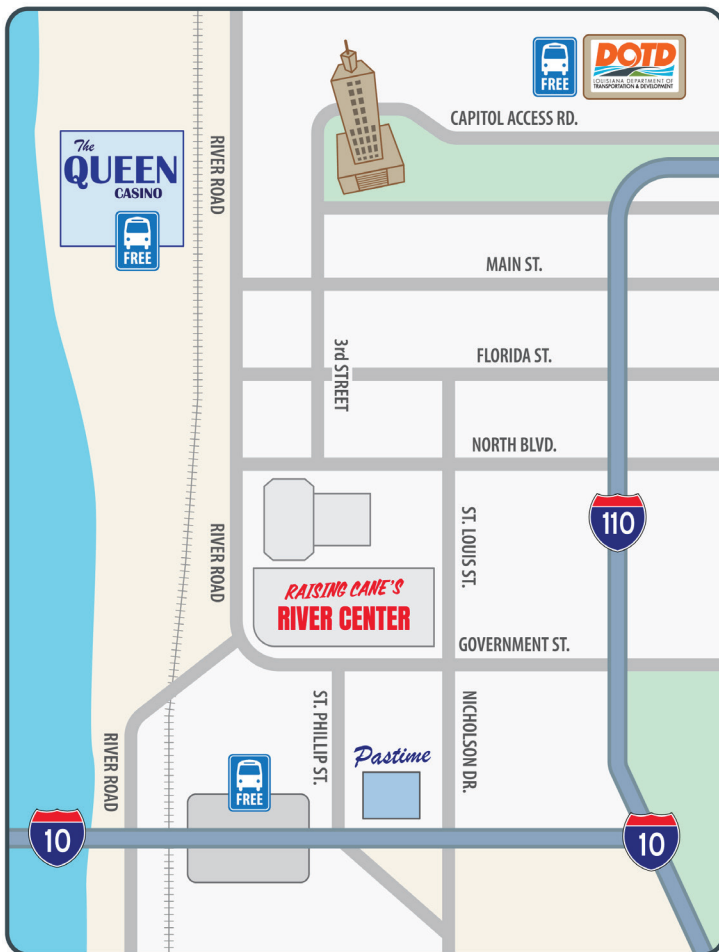 DOTD
LOUISIANA DEPARTMENT OF
TRANSPORTATION & DEVELOPMENT
FREE
CAPITOL ACCESS RD.
The
QUEEN
CASINO
FREE
RIVER ROAD
MAIN ST.
3rd STREET
FLORIDA ST.
NORTH BLVD.
110
RIVER ROAD
ST. LOUIS ST.
RAISING CANE'S
RIVER CENTER
GOVERNMENT ST.
ST. PHILLIP ST.
NICHOLSON DR.
Pastime
RIVER ROAD
FREE
10
10